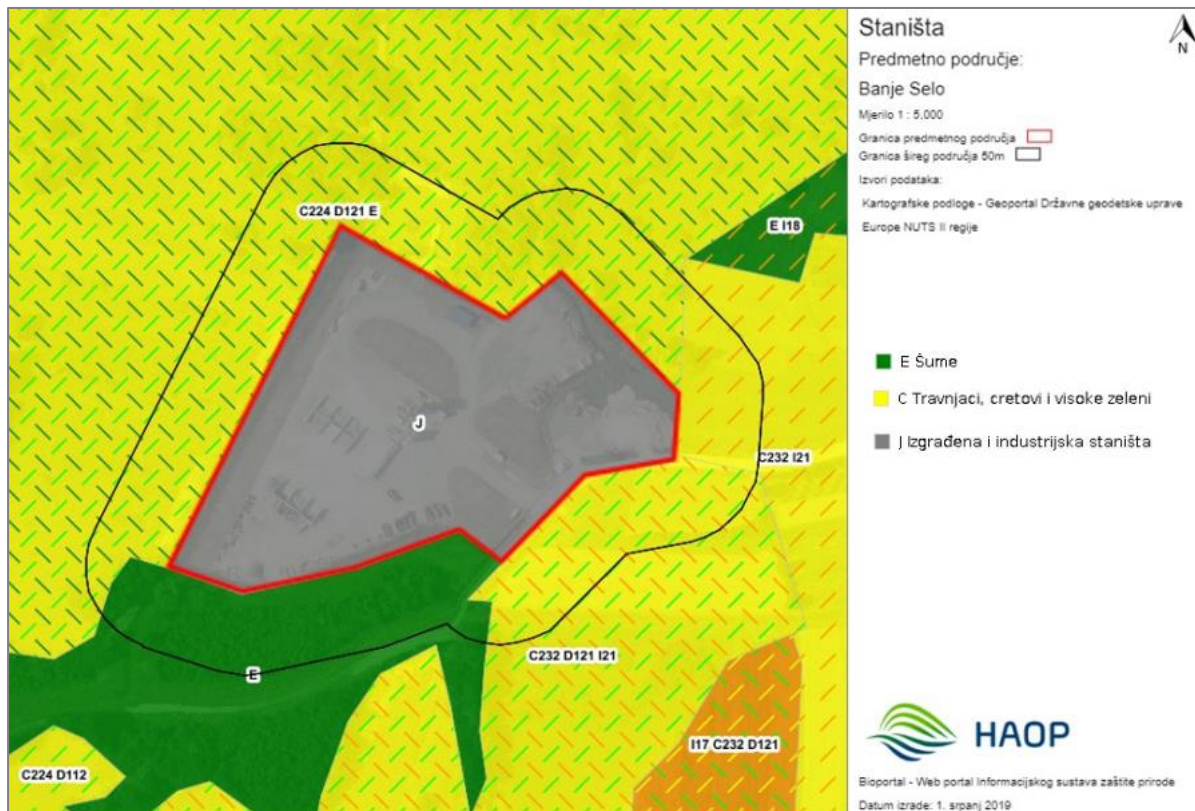 C224 D121 E
E I18
J
C232 I21
C232 D121 I21
E
I17 C232 D121
C224 D112
Staništa
N
Predmetno područje:
Banje Selo
Mjerilo 1 : 5.000
Granica predmetnog područja
Granica šireg područja 50m
Izvori podataka:
Kartografske podloge - Geoportal Državne geodetske uprave
Europe NUTS II regije
E Šume
C Travnjaci, cretovi i visoke zeleni
J Izgrađena i industrijska staništa
HAOP
Bioportal - Web portal Informacijskog sustava zaštite prirode
Datum izrade: 1. srpanj 2019